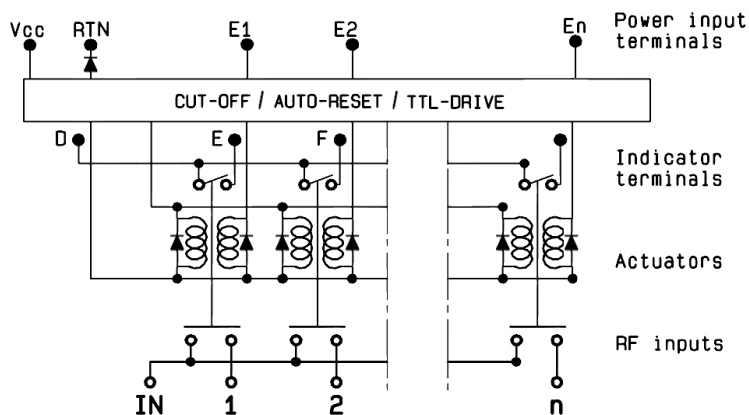 Vcc RTN E1 E2 En Power input
terminals
CUT-OFF / AUTO-RESET / TTL-DRIVE
D E F Indicator
terminals
Actuators
RF inputs
IN 1 2 n